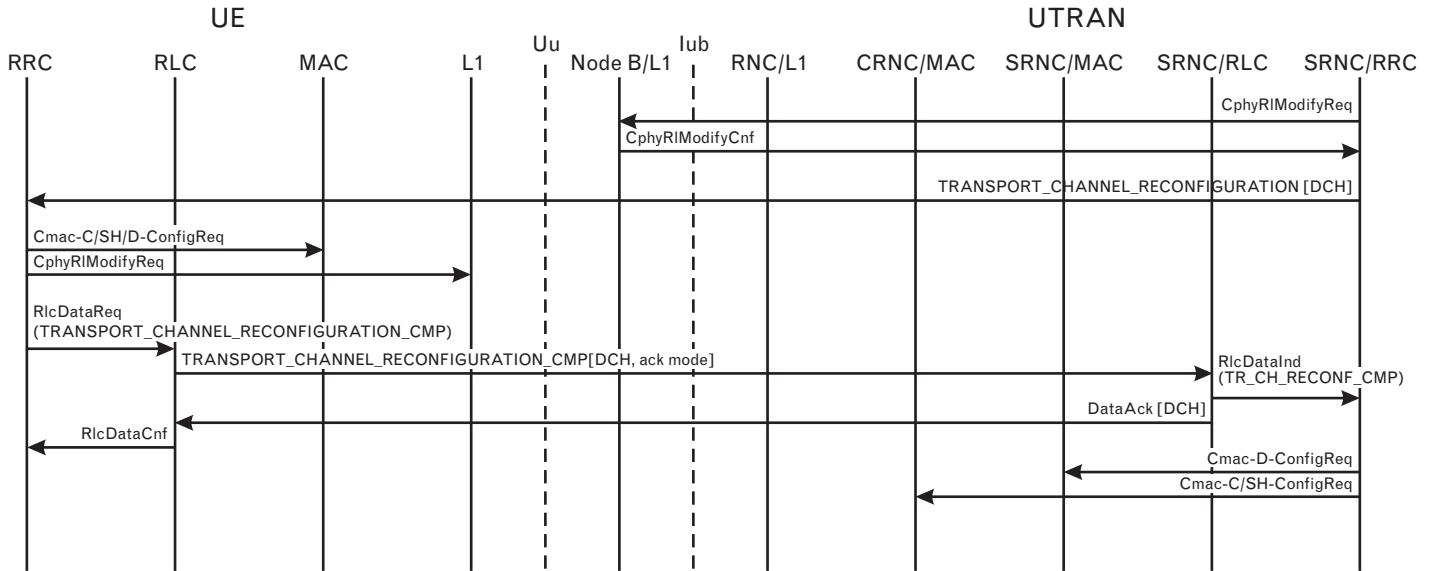 UE
UTRAN
Uu
Iub
RRC
RLC
MAC
L1
Node B/L1
RNC/L1
CRNC/MAC
SRNC/MAC
SRNC/RLC
SRNC/RRC
CphyRlModifyReq
CphyRlModifyCnf
TRANSPORT_CHANNEL_RECONFIGURATION [DCH]
Cmac-C/SH/D-ConfigReq
CphyRlModifyReq
RlcDataReq
(TRANSPORT_CHANNEL_RECONFIGURATION_CMP)
TRANSPORT_CHANNEL_RECONFIGURATION_CMP[DCH, ack mode]
RlcDataInd
(TR_CH_RECONF_CMP)
DataAck [DCH]
RlcDataCnf
Cmac-D-ConfigReq
Cmac-C/SH-ConfigReq